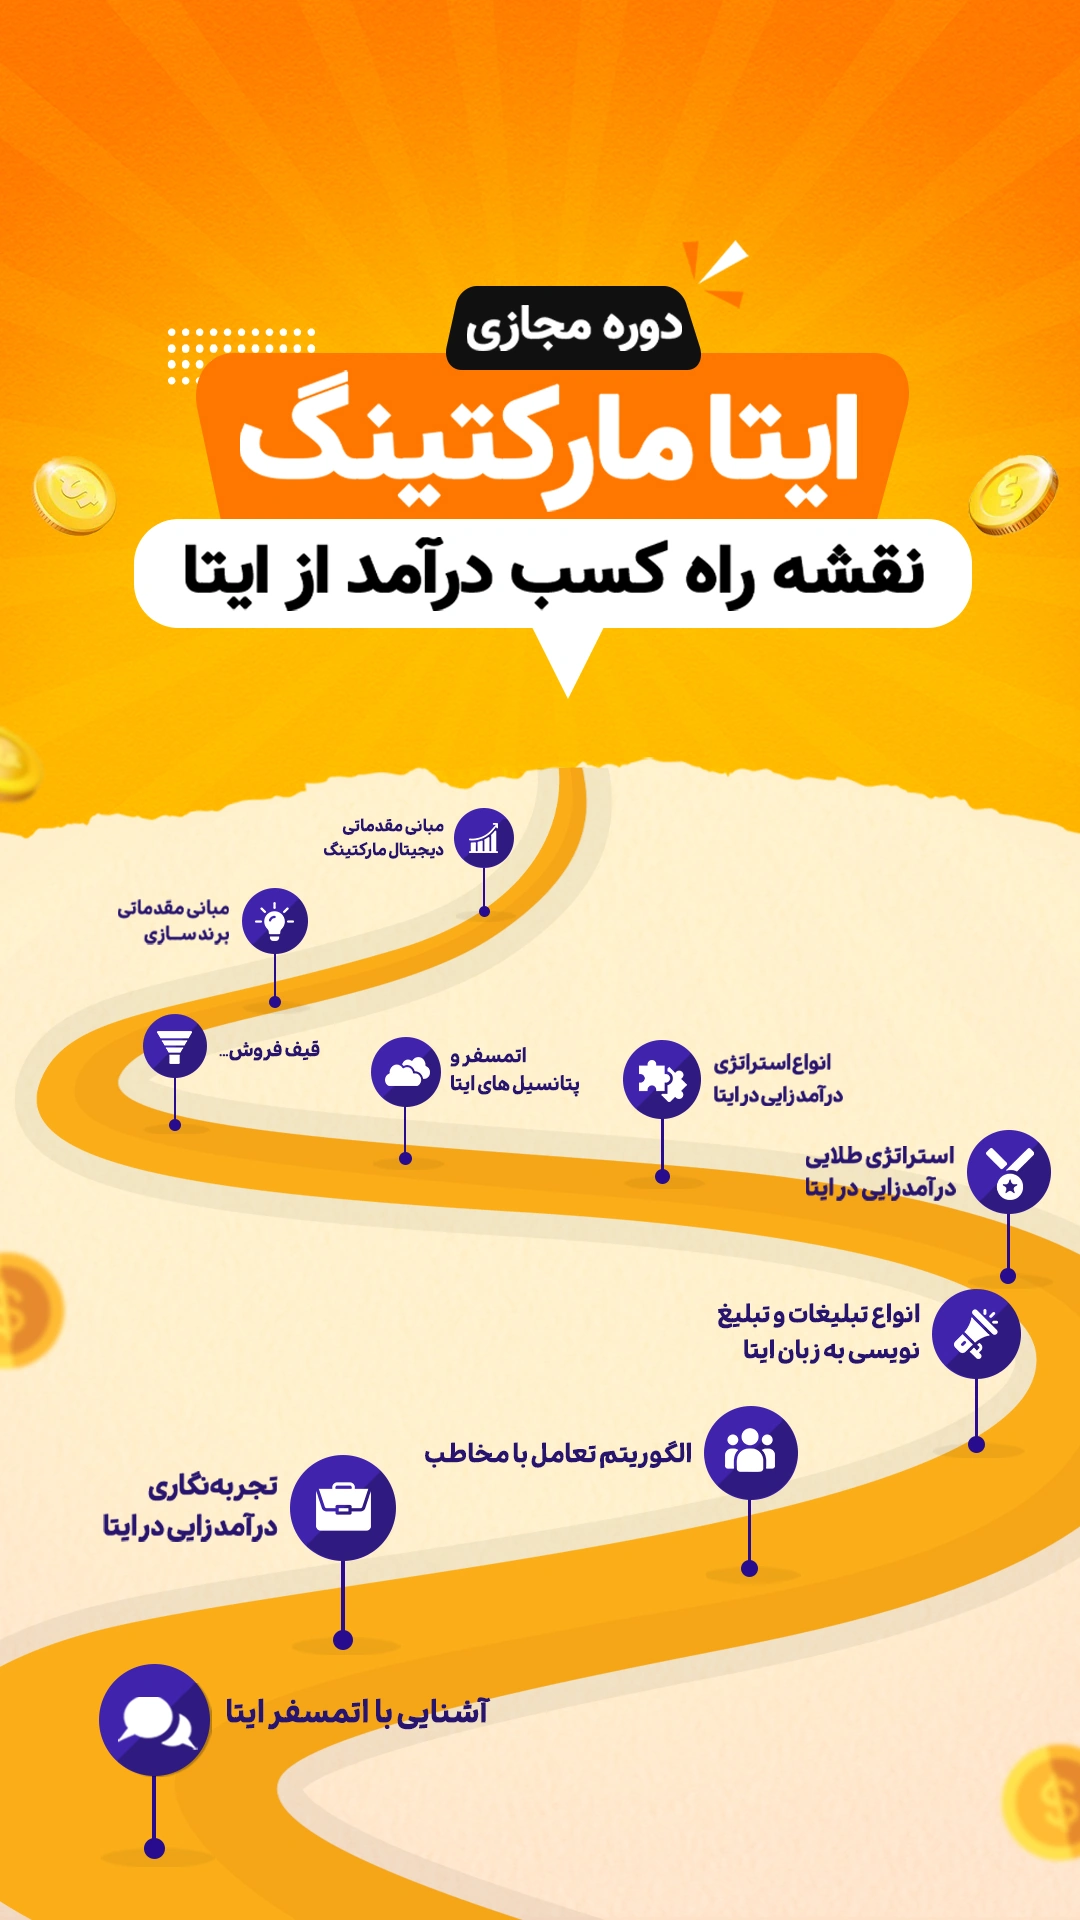 دوره مجازی
ایتا مارکتینگ
نقشه راه کسب درآمد از ایتا
مبانی مقدماتی
دیجیتال مارکتینگ
مبانی مقدماتی
برندســازی
قیف فروش...
اتمسفر و
پتانسیل های ایتا
انواع استراتژی
درآمدزایی در ایتا
استراتژی طلایی
درآمدزایی در ایتا
انواع تبلیغات و تبلیغ
نویسی به زبان ایتا
الگوریتم تعامل با مخاطب
تجربه‌نگاری
درآمدزایی در ایتا
آشنایی با اتمسفر ایتا